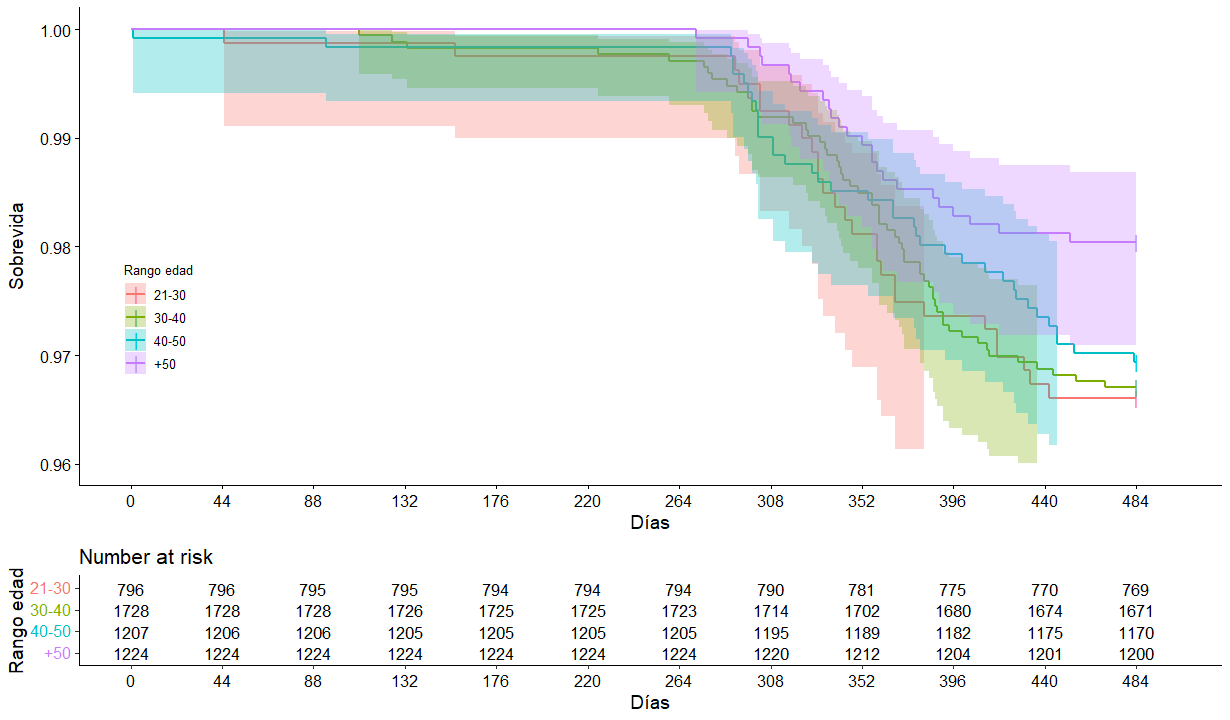 1.00
0.99
0.98
0.97
0.96
Sobrevida
Rango edad
21-30
30-40
40-50
+50
0 44 88 132 176 220 264 308 352 396 440 484
Días
Number at risk
Rango edad
21-30 796 796 795 795 794 794 794 790 781 775 770 769
30-40 1728 1728 1728 1726 1725 1725 1723 1714 1702 1680 1674 1671
40-50 1207 1206 1206 1205 1205 1205 1205 1195 1189 1182 1175 1170
+50 1224 1224 1224 1224 1224 1224 1224 1220 1212 1204 1201 1200
0 44 88 132 176 220 264 308 352 396 440 484
Días